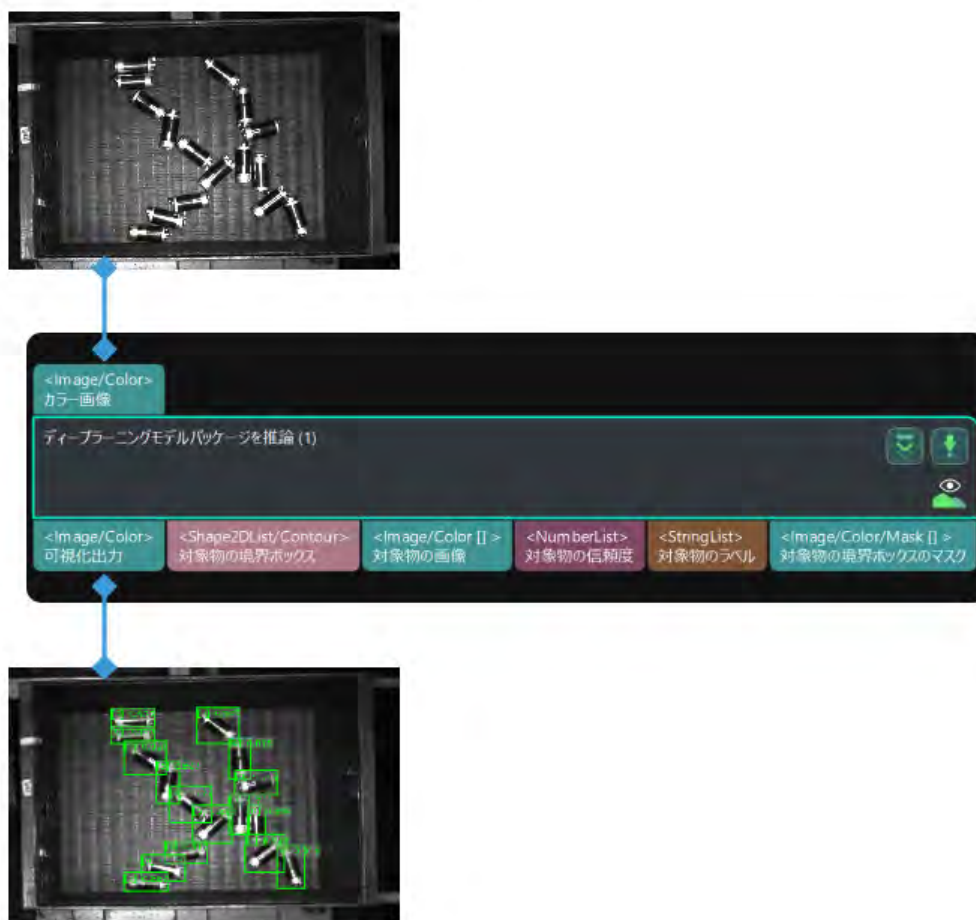 <Image/Color>
カラー画像
ディープラーニングモデルパッケージを推論 (1)
<Image/Color>
可視化出力
<Shape2DList/Contour>
対象物の境界ボックス
<Image/Color [] >
対象物の画像
<NumberList>
対象物の信頼度
<StringList>
対象物のラベル
<Image/Color/Mask [] >
対象物の境界ボックスのマスク